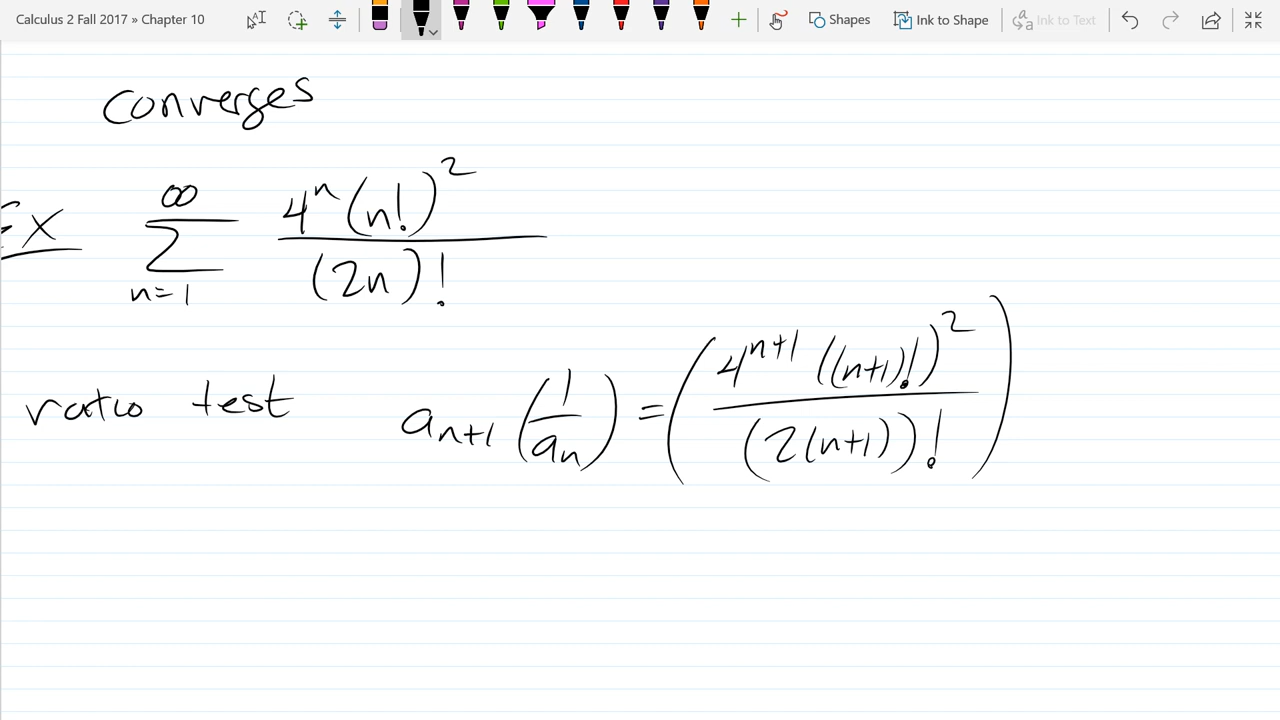 Calculus 2 Fall 2017 » Chapter 10 Shapes Ink to Shape Ink to Text
converges
Ex ∞ ∑ n=1 4^n (n!)^2 / (2n)!
ratio test a_{n+1} (1/a_n) = (4^{n+1} ((n+1)!)^2 / (2(n+1))!)